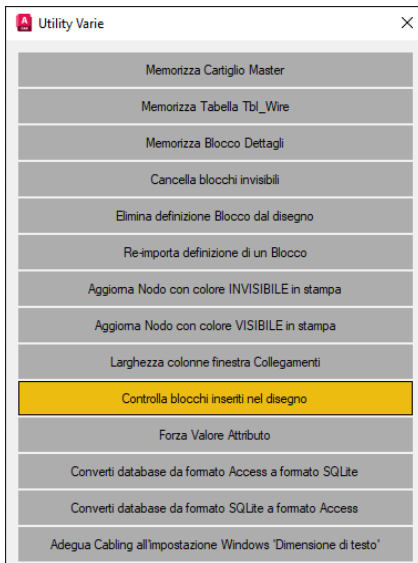 Utility Varie
Memorizza Cartiglio Master
Memorizza Tabella Tbl_Wire
Memorizza Blocco Dettagli
Cancella blocchi invisibili
Elimina definizione Blocco dal disegno
Re-importa definizione di un Blocco
Aggiorna Nodo con colore INVISIBILE in stampa
Aggiorna Nodo con colore VISIBILE in stampa
Larghezza colonne finestra Collegamenti
Controlla blocchi inseriti nel disegno
Forza Valore Attributo
Converti database da formato Access a formato SQLite
Converti database da formato SQLite a formato Access
Adegua Cabling all'impostazione Windows 'Dimensione di testo'